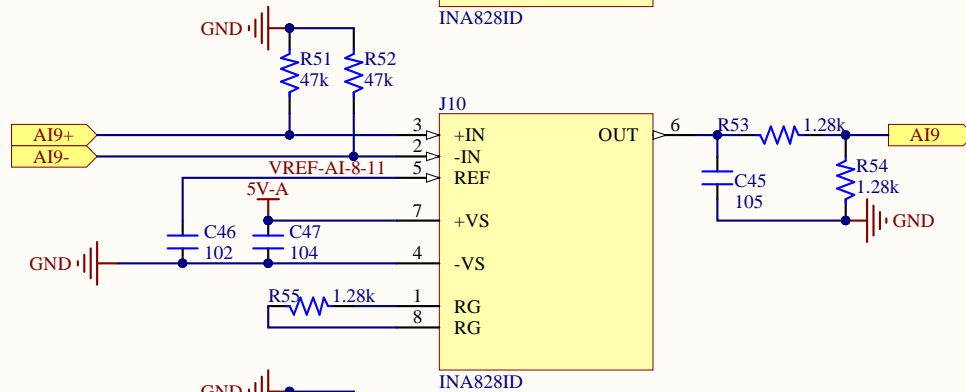 INA828ID
GND
R51
47k
R52
47k
J10
AI9+
AI9-
3
+IN
2
-IN
VREF-AI-8-11
5
REF
5V-A
7
+VS
C46
102
C47
104
GND
4
-VS
R55
1.28k
1
RG
8
RG
OUT
6
R53
1.28k
AI9
C45
105
R54
1.28k
GND
INA828ID
GND